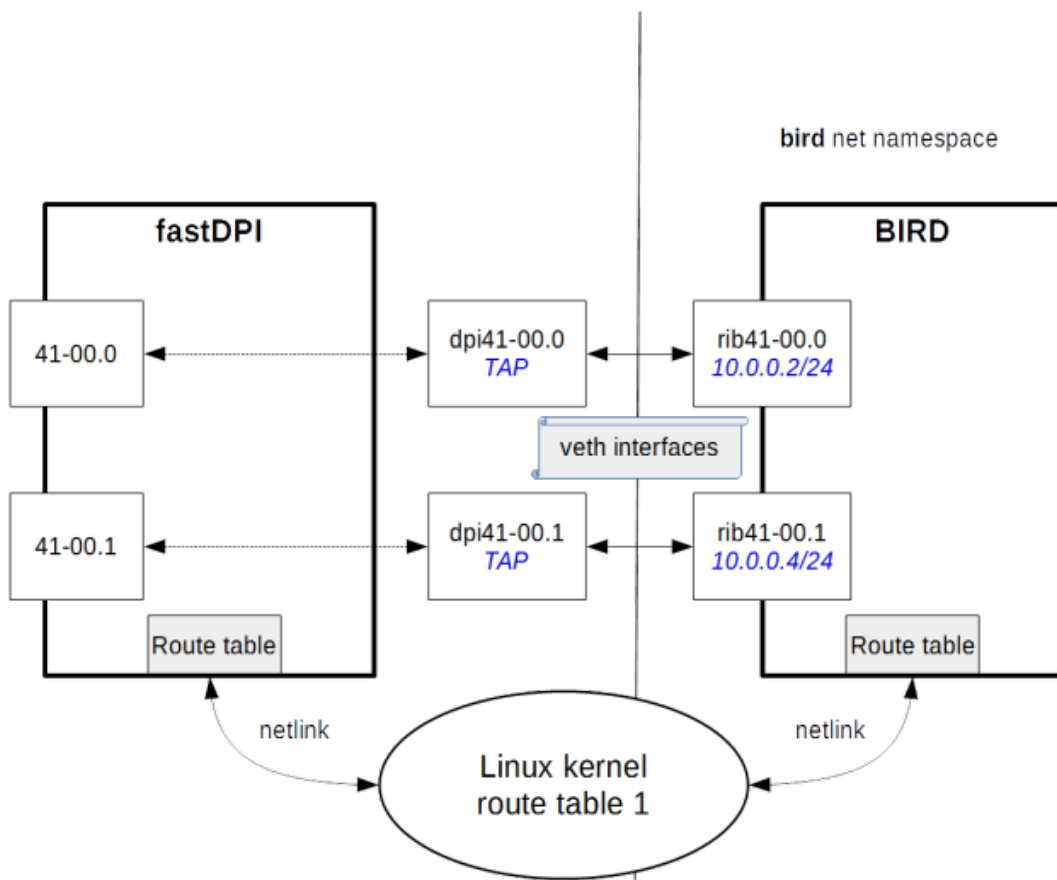 bird net namespace
fastDPI
BIRD
41-00.0
dpi41-00.0
TAP
rib41-00.0
10.0.0.2/24
veth interfaces
41-00.1
dpi41-00.1
TAP
rib41-00.1
10.0.0.4/24
Route table
Route table
netlink
netlink
Linux kernel
route table 1